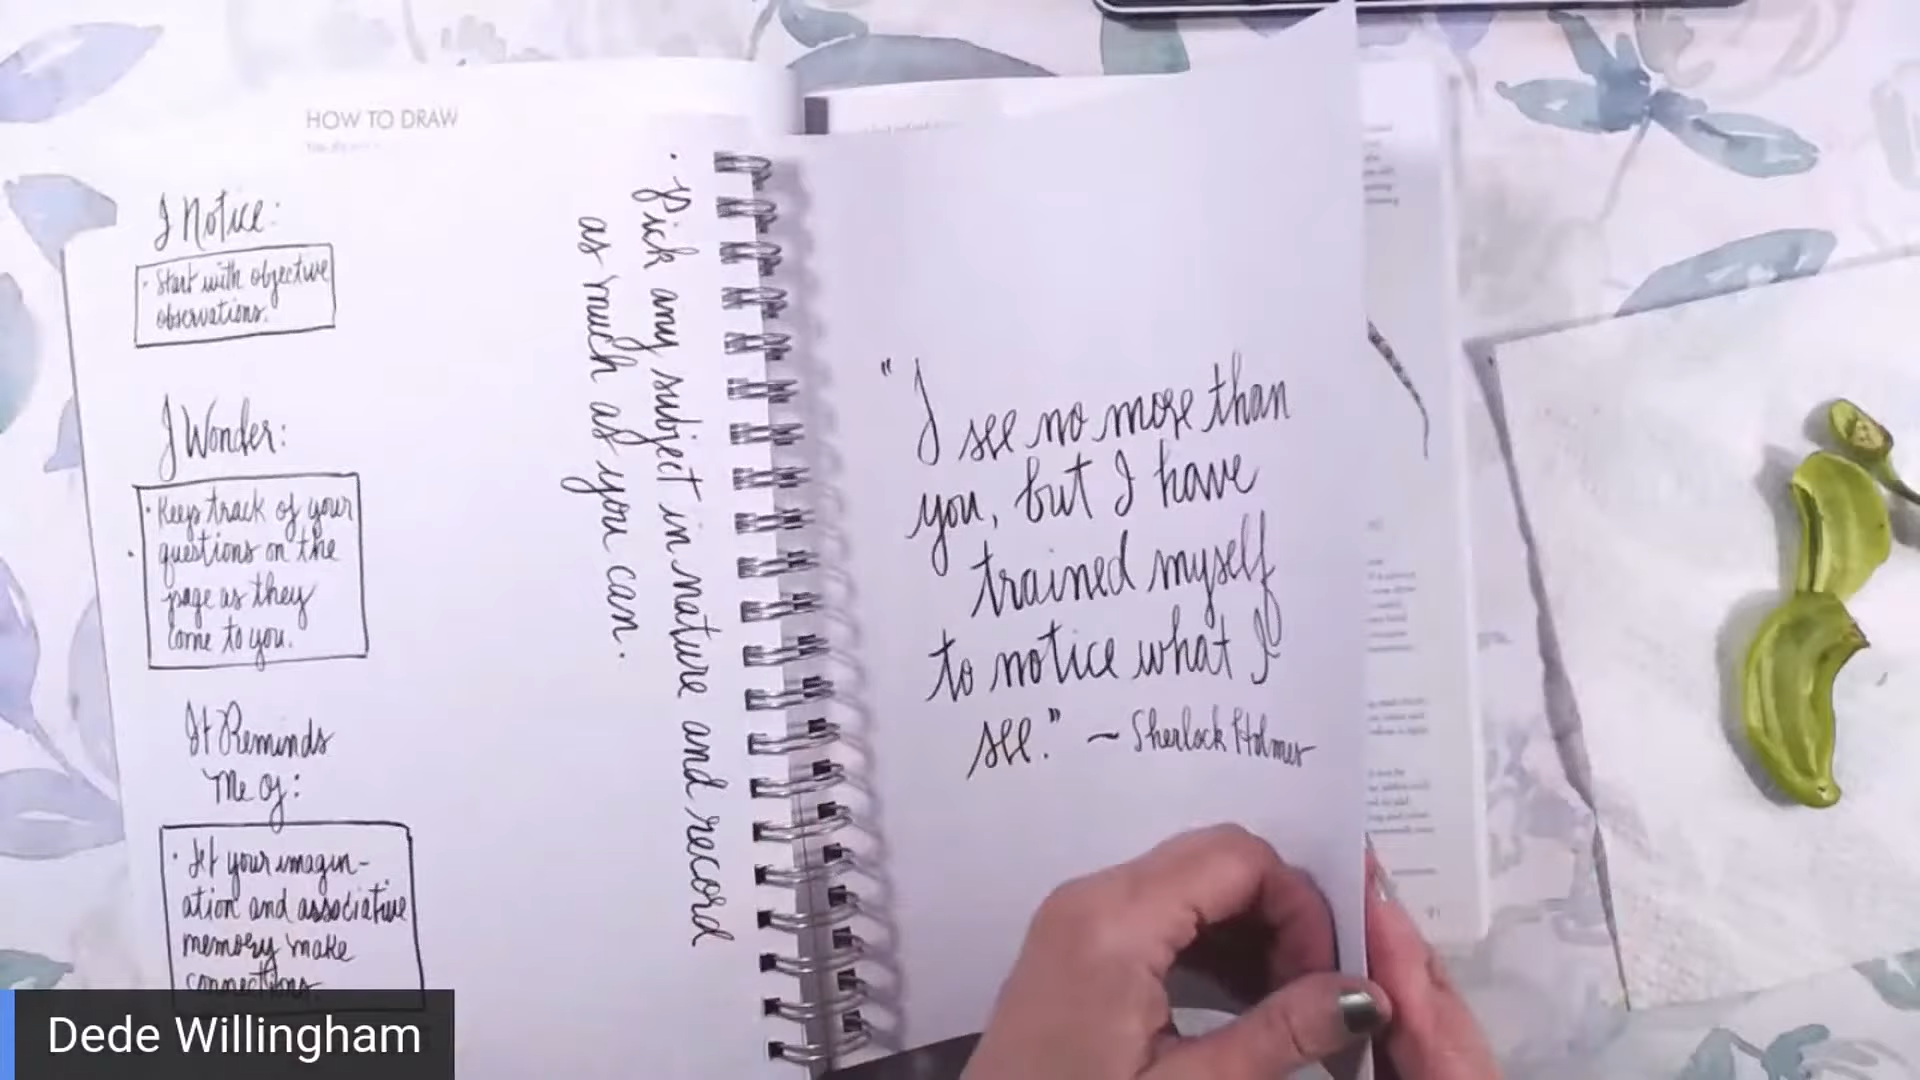 HOW TO DRAW
I Notice:
• Start with objective
observations.
I Wonder:
• Keep track of your
questions on the
page as they
come to you.
It Reminds
Me Of:
• Let your imagin-
ation and associative
memory make
connections.
• Pick any subject in nature and record
as much as you can.
"I see no more than
you, but I have
trained myself
to notice what I
see." ~ Sherlock Holmes
Dede Willingham